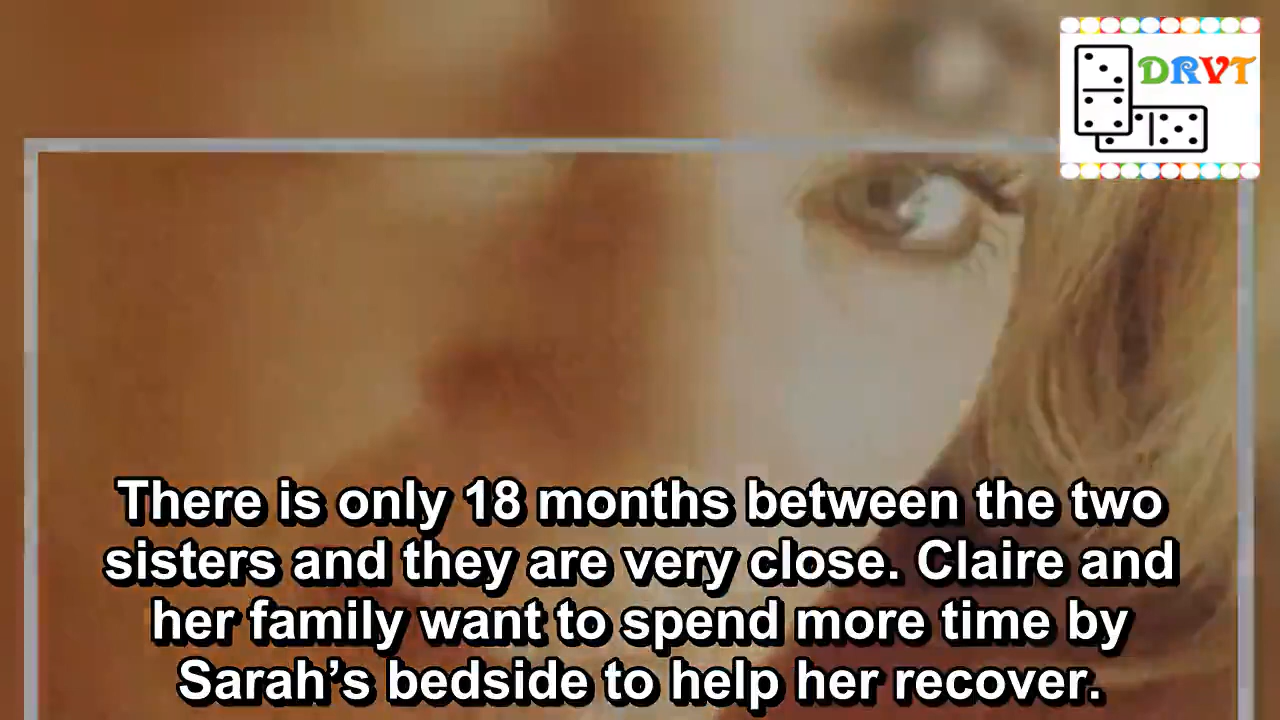 DRVT
There is only 18 months between the two
sisters and they are very close. Claire and
her family want to spend more time by
Sarah’s bedside to help her recover.